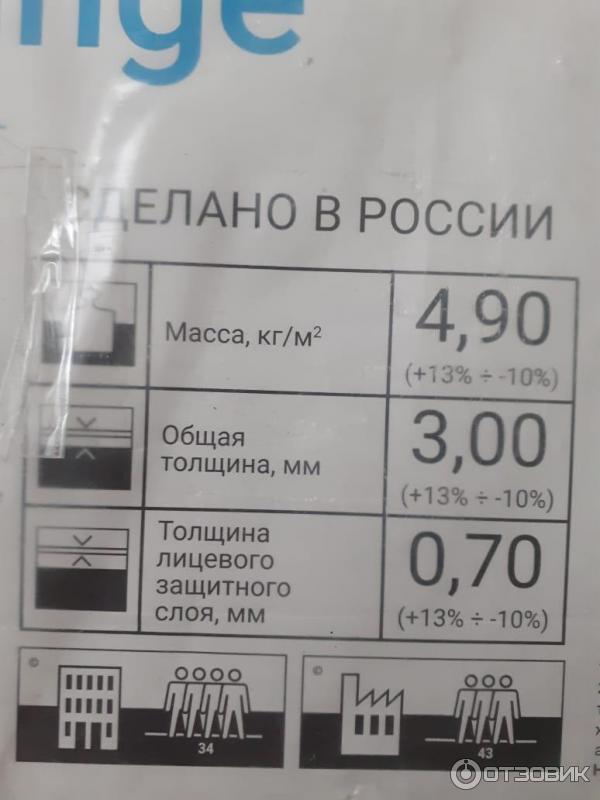 nge
СДЕЛАНО В РОССИИ
Масса, кг/м²
4,90
(+13% ÷ -10%)
Общая
толщина, мм
3,00
(+13% ÷ -10%)
Толщина
лицевого
защитного
слоя, мм
0,70
(+13% ÷ -10%)
©
34
©
43
ОТЗОВИК